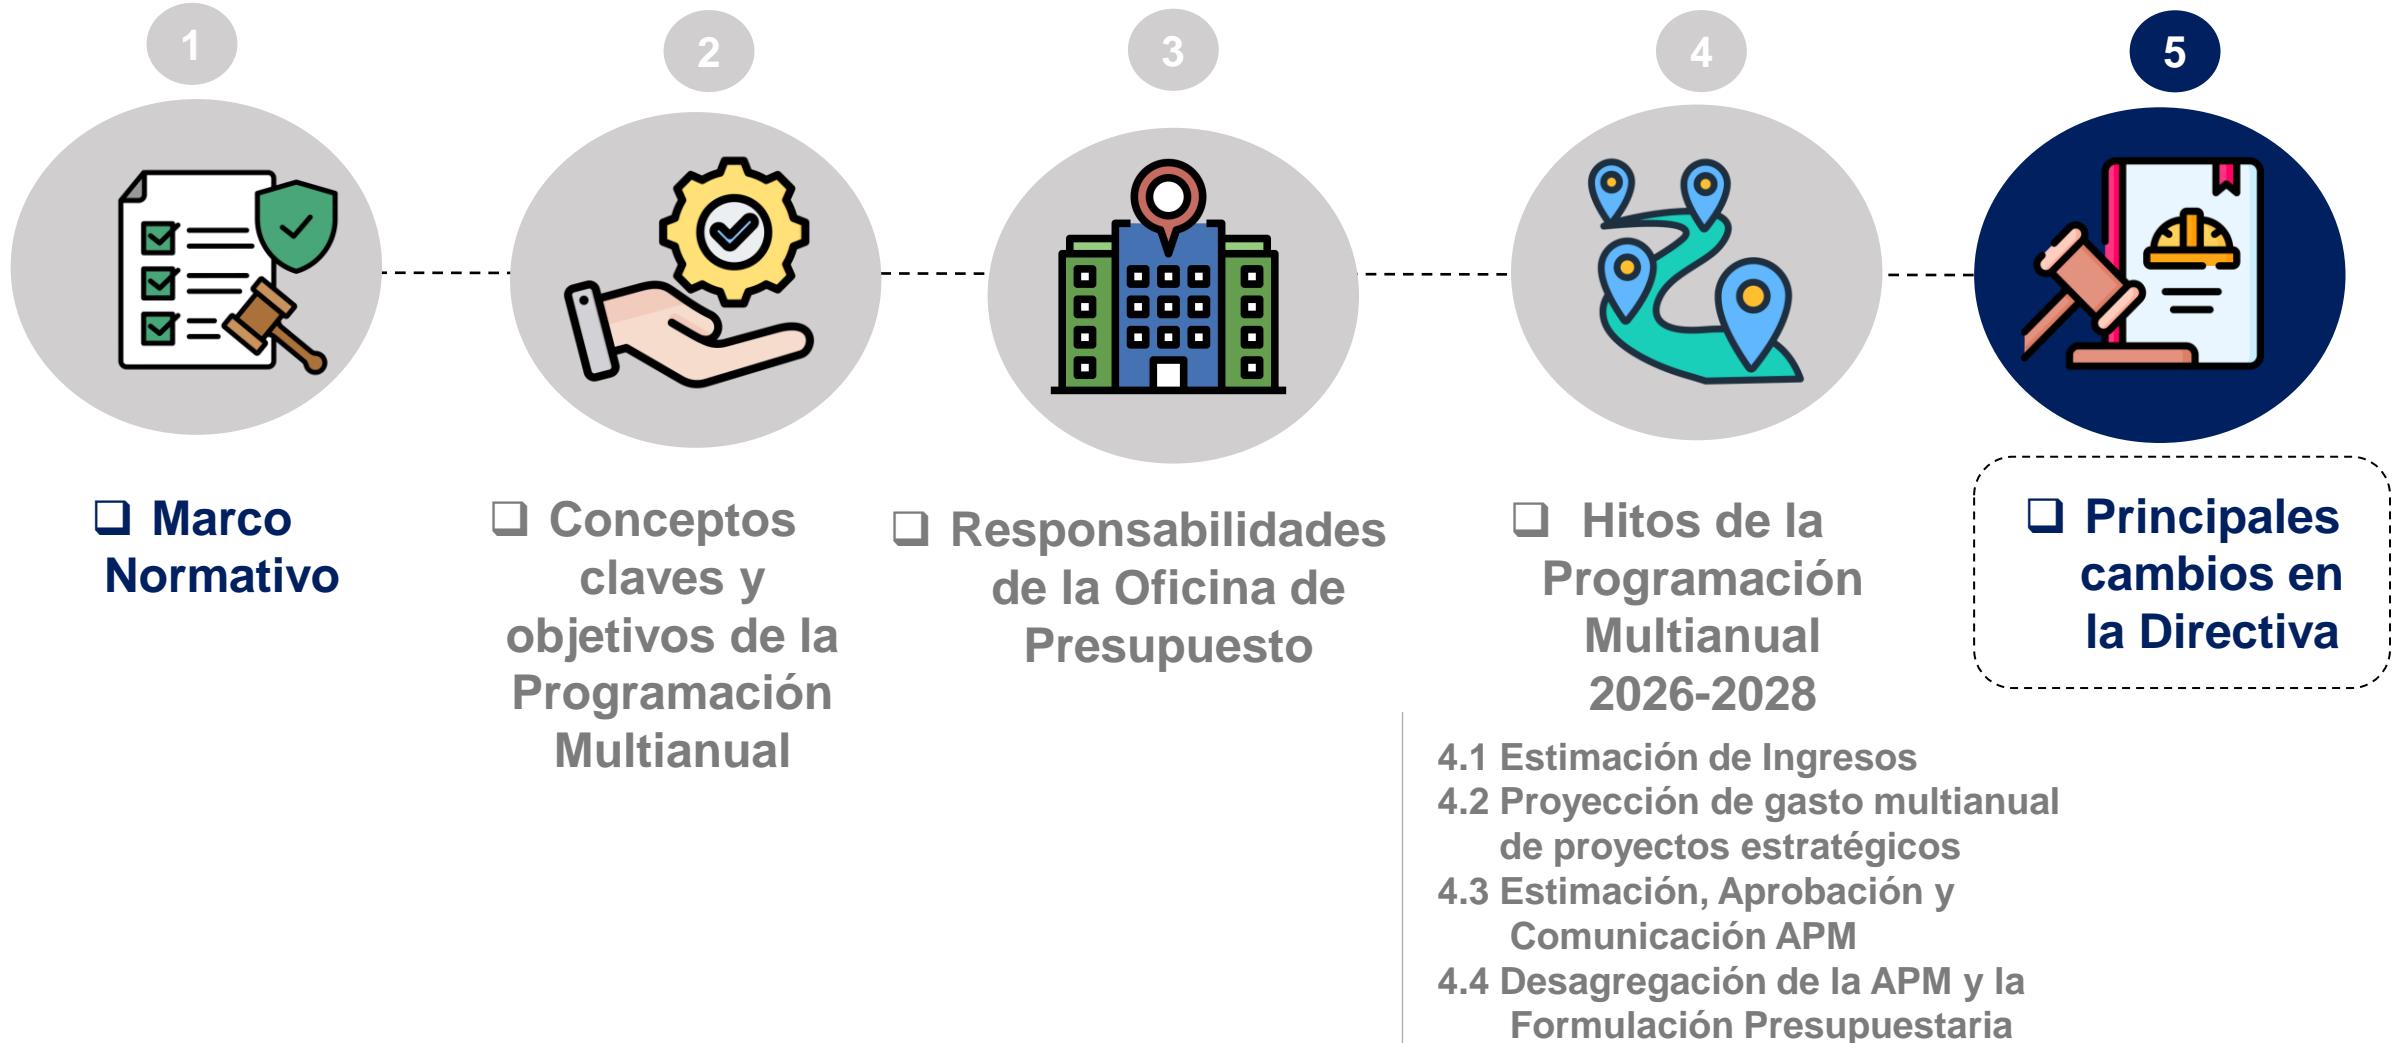 1
2
3
4
5
❑ Marco
Normativo
❑ Conceptos
claves y
objetivos de la
Programación
Multianual
❑ Responsabilidades
de la Oficina de
Presupuesto
❑ Hitos de la
Programación
Multianual
2026-2028
4.1 Estimación de Ingresos
4.2 Proyección de gasto multianual
de proyectos estratégicos
4.3 Estimación, Aprobación y
Comunicación APM
4.4 Desagregación de la APM y la
Formulación Presupuestaria
❑ Principales
cambios en
la Directiva